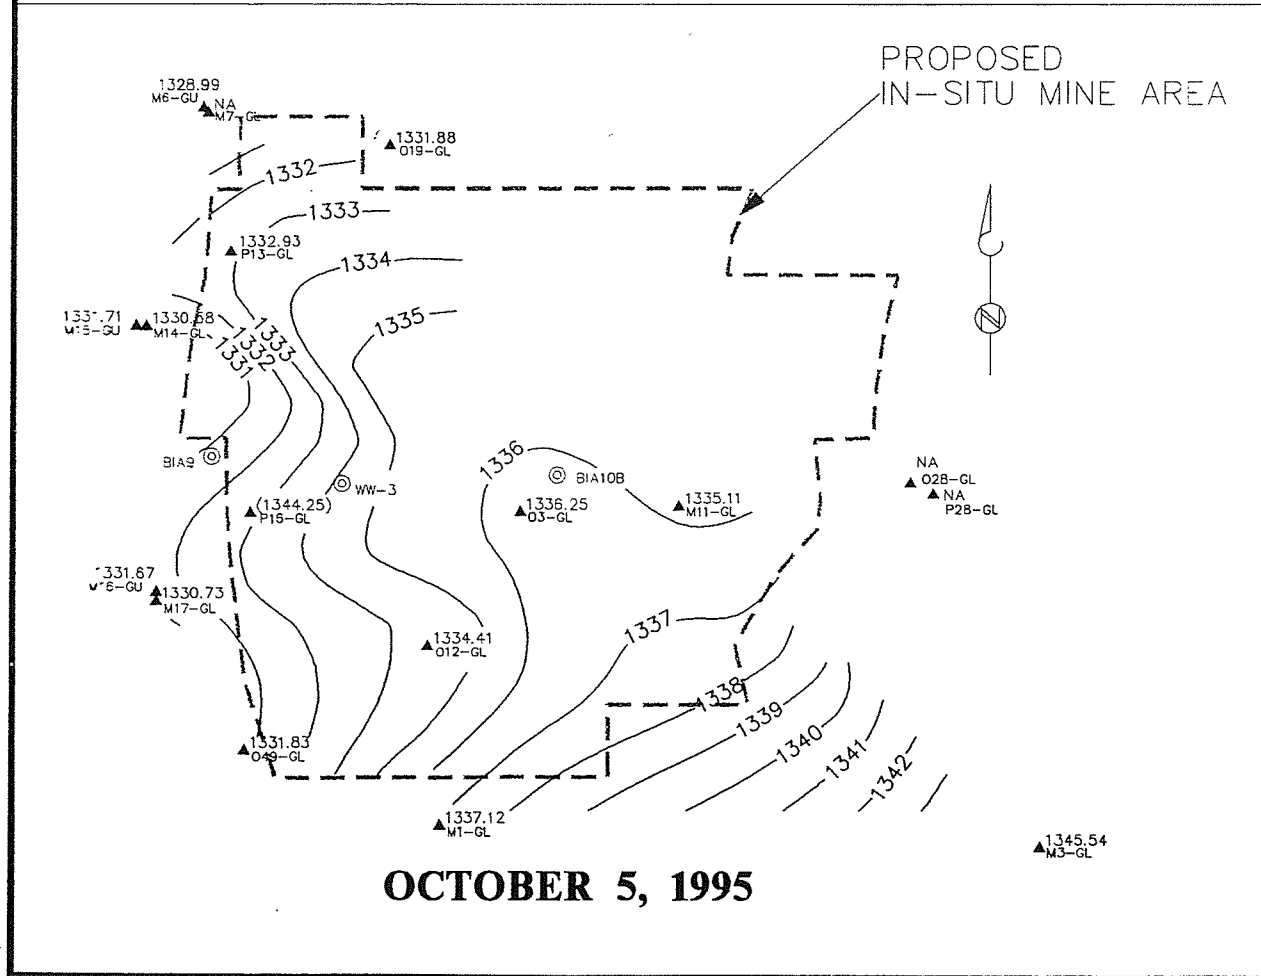 PROPOSED
IN-SITU MINE AREA
1328.99
M6-GU
NA
M7-GL
1331.88
O19-GL
1332
1333
1332.93
P13-GL
1334
1330.68
M14-GL
1335
1333
1332
1331
N
1336
BIA9
WW-3
BIA10B
(1344.25)
1336.25
O3-GL
1335.11
M11-GL
NA
O28-GL
NA
P28-GL
1330.73
M17-GL
1337
1334.41
O12-GL
1338
1339
1340
1341
1342
1331.83
O49-GL
1337.12
M1-GL
1345.54
M3-GL
OCTOBER 5, 1995